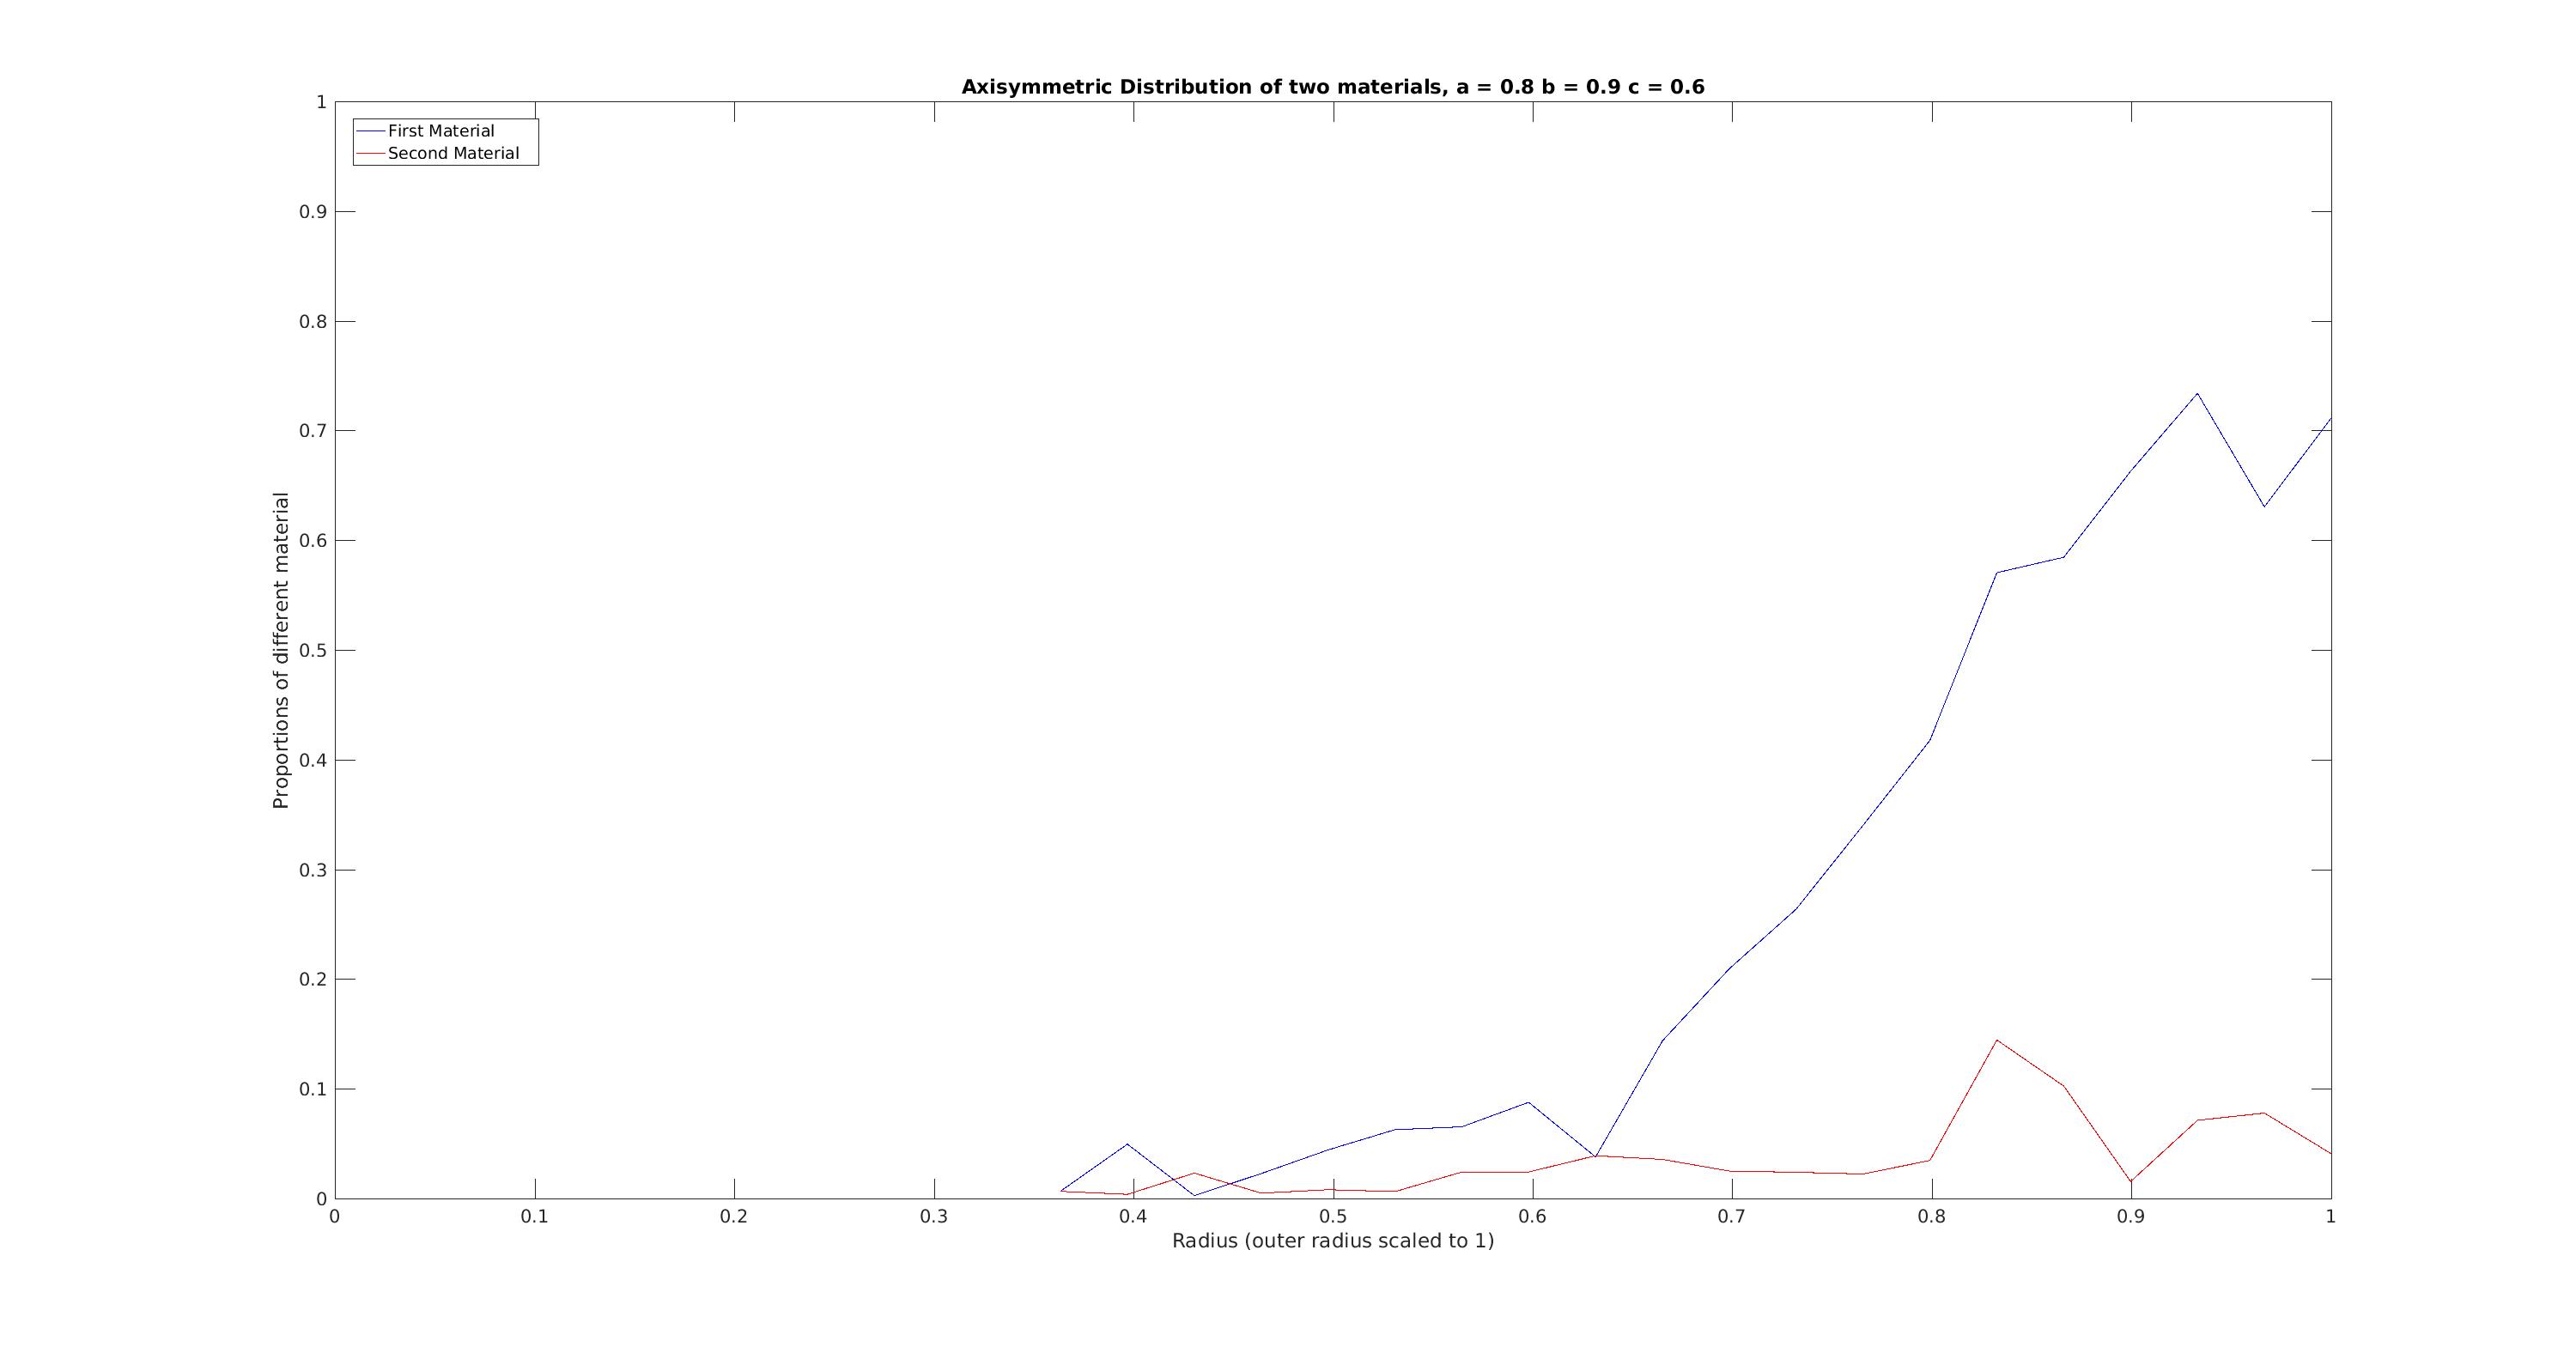 Axisymmetric Distribution of two materials, a = 0.8 b = 0.9 c = 0.6
First Material
Second Material
1
0.9
0.8
0.7
0.6
0.5
0.4
0.3
0.2
0.1
0
Proportions of different material
0 0.1 0.2 0.3 0.4 0.5 0.6 0.7 0.8 0.9 1
Radius (outer radius scaled to 1)